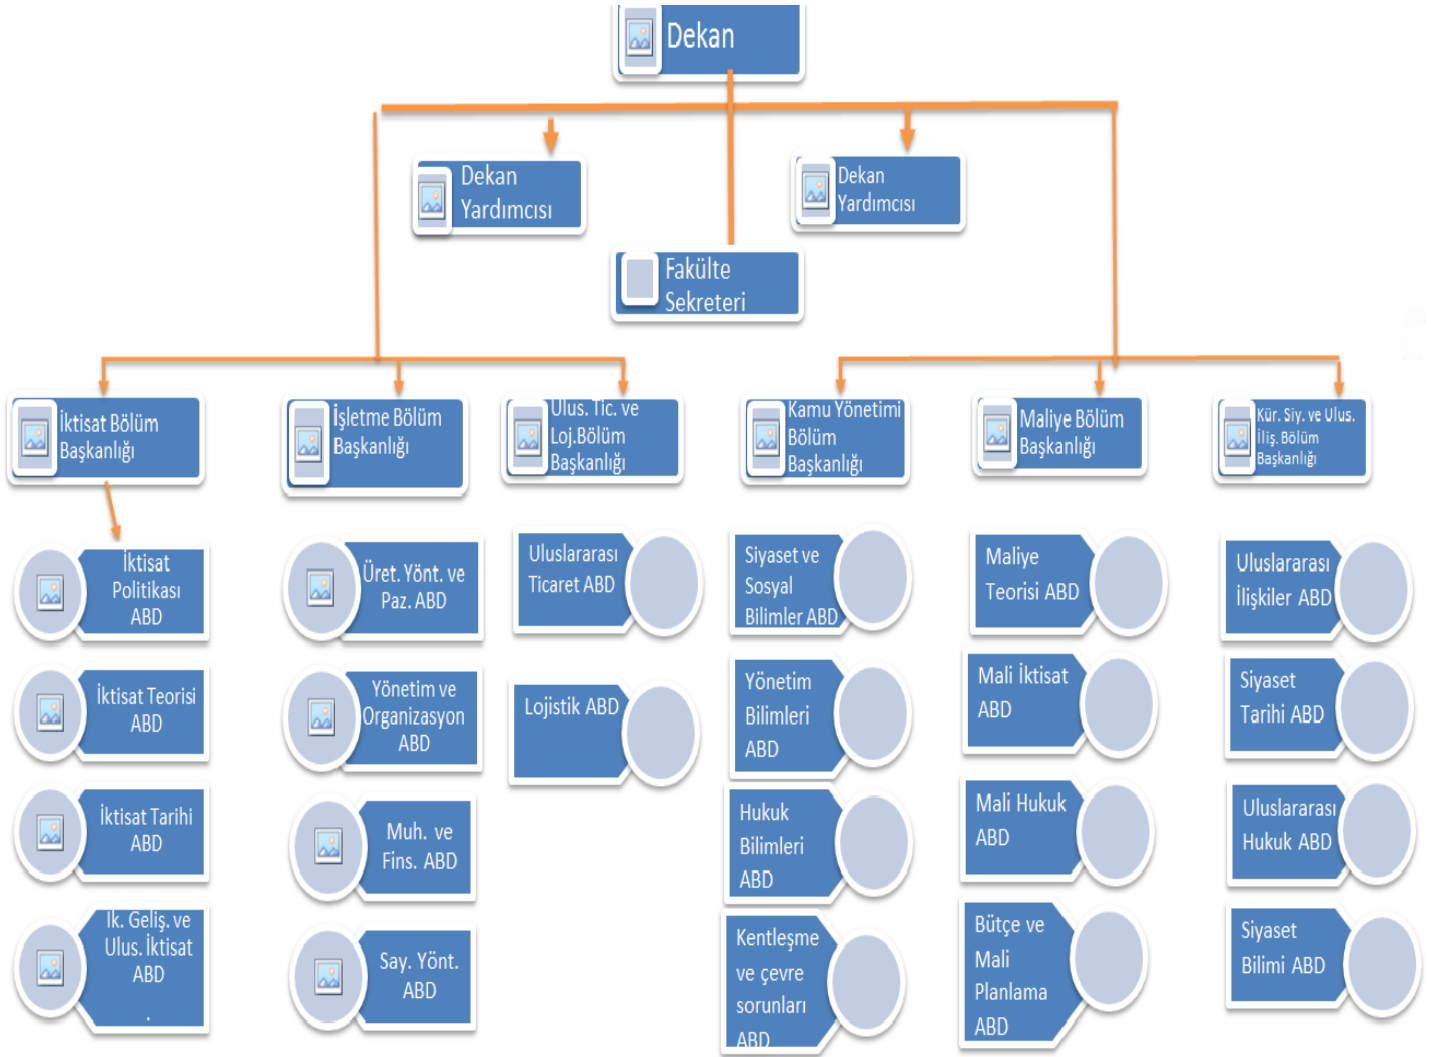 Dekan
Dekan
Yardımcısı
Dekan
Yardımcısı
Fakülte
Sekreteri
İktisat Bölüm
Başkanlığı
İşletme Bölüm
Başkanlığı
Ulus. Tic. ve
Loj.Bölüm
Başkanlığı
Kamu Yönetimi
Bölüm
Başkanlığı
Maliye Bölüm
Başkanlığı
Kür. Siy. ve Ulus.
İliş. Bölüm
Başkanlığı
İktisat
Politikası
ABD
İktisat Teorisi
ABD
İktisat Tarihi
ABD
İk. Geliş. ve
Ulus. İktisat
ABD
.
Üret. Yönt. ve
Paz. ABD
Yönetim ve
Organizasyon
ABD
Muh. ve
Fins. ABD
Say. Yönt.
ABD
Uluslararası
Ticaret ABD
Lojistik ABD
Siyaset ve
Sosyal
Bilimler ABD
Yönetim
Bilimleri
ABD
Hukuk
Bilimleri
ABD
Kentleşme
ve çevre
sorunları
ABD
Maliye
Teorisi ABD
Mali İktisat
ABD
Mali Hukuk
ABD
Bütçe ve
Mali
Planlama
ABD
Uluslararası
İlişkiler ABD
Siyaset
Tarihi ABD
Uluslararası
Hukuk ABD
Siyaset
Bilimi ABD